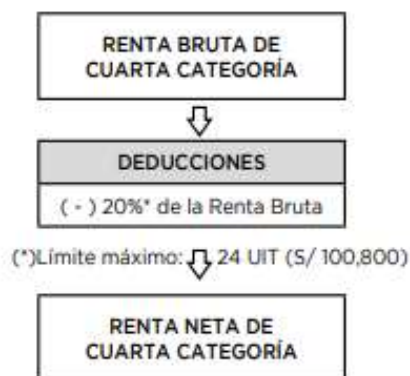 RENTA BRUTA DE
CUARTA CATEGORÍA
DEDUCCIONES
( - ) 20%* de la Renta Bruta
(*)Límite máximo: 24 UIT (S/ 100,800)
RENTA NETA DE
CUARTA CATEGORÍA